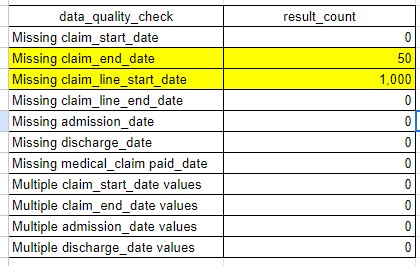 data_quality_check result_count
Missing claim_start_date 0
Missing claim_end_date 50
Missing claim_line_start_date 1,000
Missing claim_line_end_date 0
Missing admission_date 0
Missing discharge_date 0
Missing medical_claim paid_date 0
Multiple claim_start_date values 0
Multiple claim_end_date values 0
Multiple admission_date values 0
Multiple discharge_date values 0